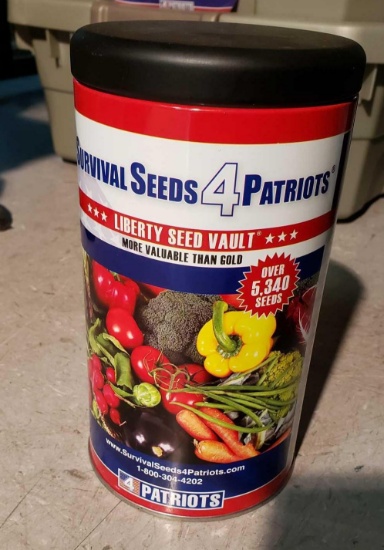 SURVIVAL SEEDS 4 PATRIOTS®
★★★ LIBERTY SEED VAULT® ★★★
MORE VALUABLE THAN GOLD
OVER
5,340
SEEDS
www.SurvivalSeeds4Patriots.com
1-800-304-4202
4 PATRIOTS